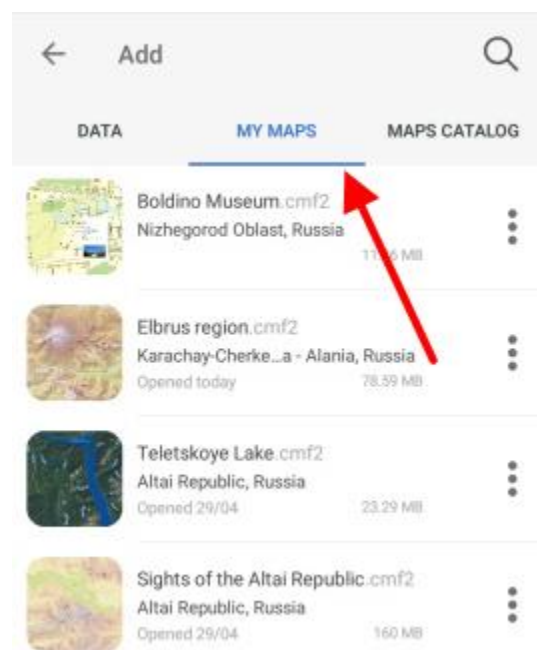 Add
DATA MY MAPS MAPS CATALOG
Boldino Museum.cmf2
Nizhegorod Oblast, Russia
MB
Elbrus region.cmf2
Karachay-Cherke...a - Alania, Russia
Opened today 78.59 MB
Teletskoye Lake.cmf2
Altai Republic, Russia
Opened 29/04 23.29 MB
Sights of the Altai Republic.cmf2
Altai Republic, Russia
Opened 29/04 160 MB